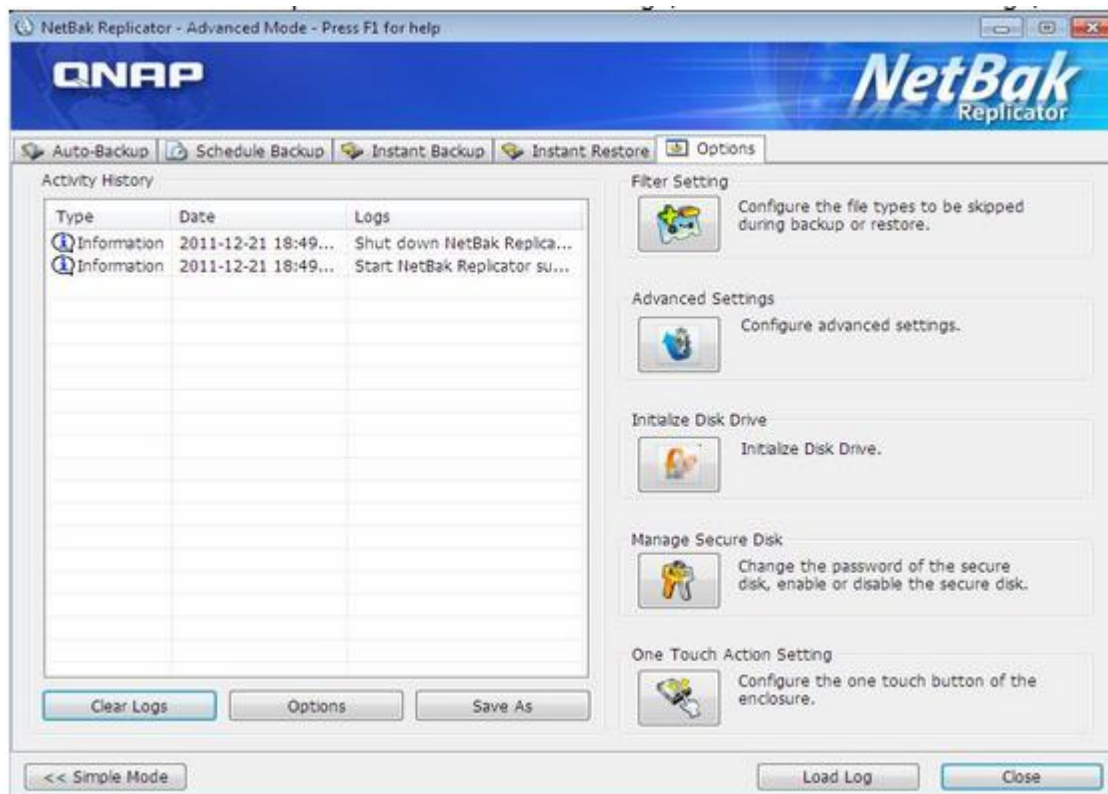 NetBak Replicator - Advanced Mode - Press F1 for help
QNAP
NetBak
Replicator
Auto-Backup Schedule Backup Instant Backup Instant Restore Options
Activity History
Type Date Logs
Information 2011-12-21 18:49... Shut down NetBak Replica...
Information 2011-12-21 18:49... Start NetBak Replicator su...
Clear Logs Options Save As
Filter Setting
Configure the file types to be skipped
during backup or restore.
Advanced Settings
Configure advanced settings.
Initialize Disk Drive
Initialize Disk Drive.
Manage Secure Disk
Change the password of the secure
disk, enable or disable the secure disk.
One Touch Action Setting
Configure the one touch button of the
enclosure.
<< Simple Mode Load Log Close